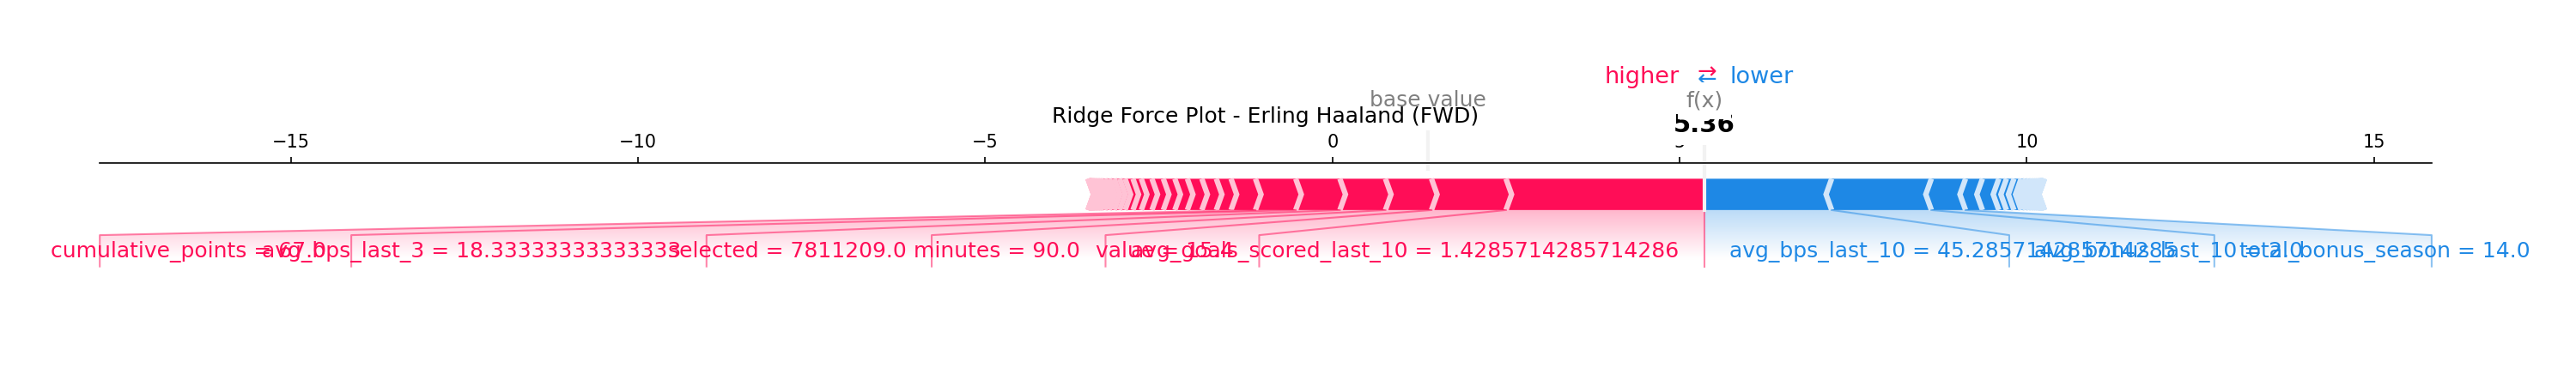 higher ⇄ lower
base value
f(x)
Ridge Force Plot - Erling Haaland (FWD)
5.36
−15 −10 −5 0 5 10 15
cumulative_points = 67.0 avg_bps_last_3 = 18.333333333333332 selected = 7811209.0 minutes = 90.0 value = 15.4 avg_goals_scored_last_10 = 1.4285714285714286 avg_bps_last_10 = 45.285714285714285 avg_bonus_last_10 = 2.0 total_bonus_season = 14.0